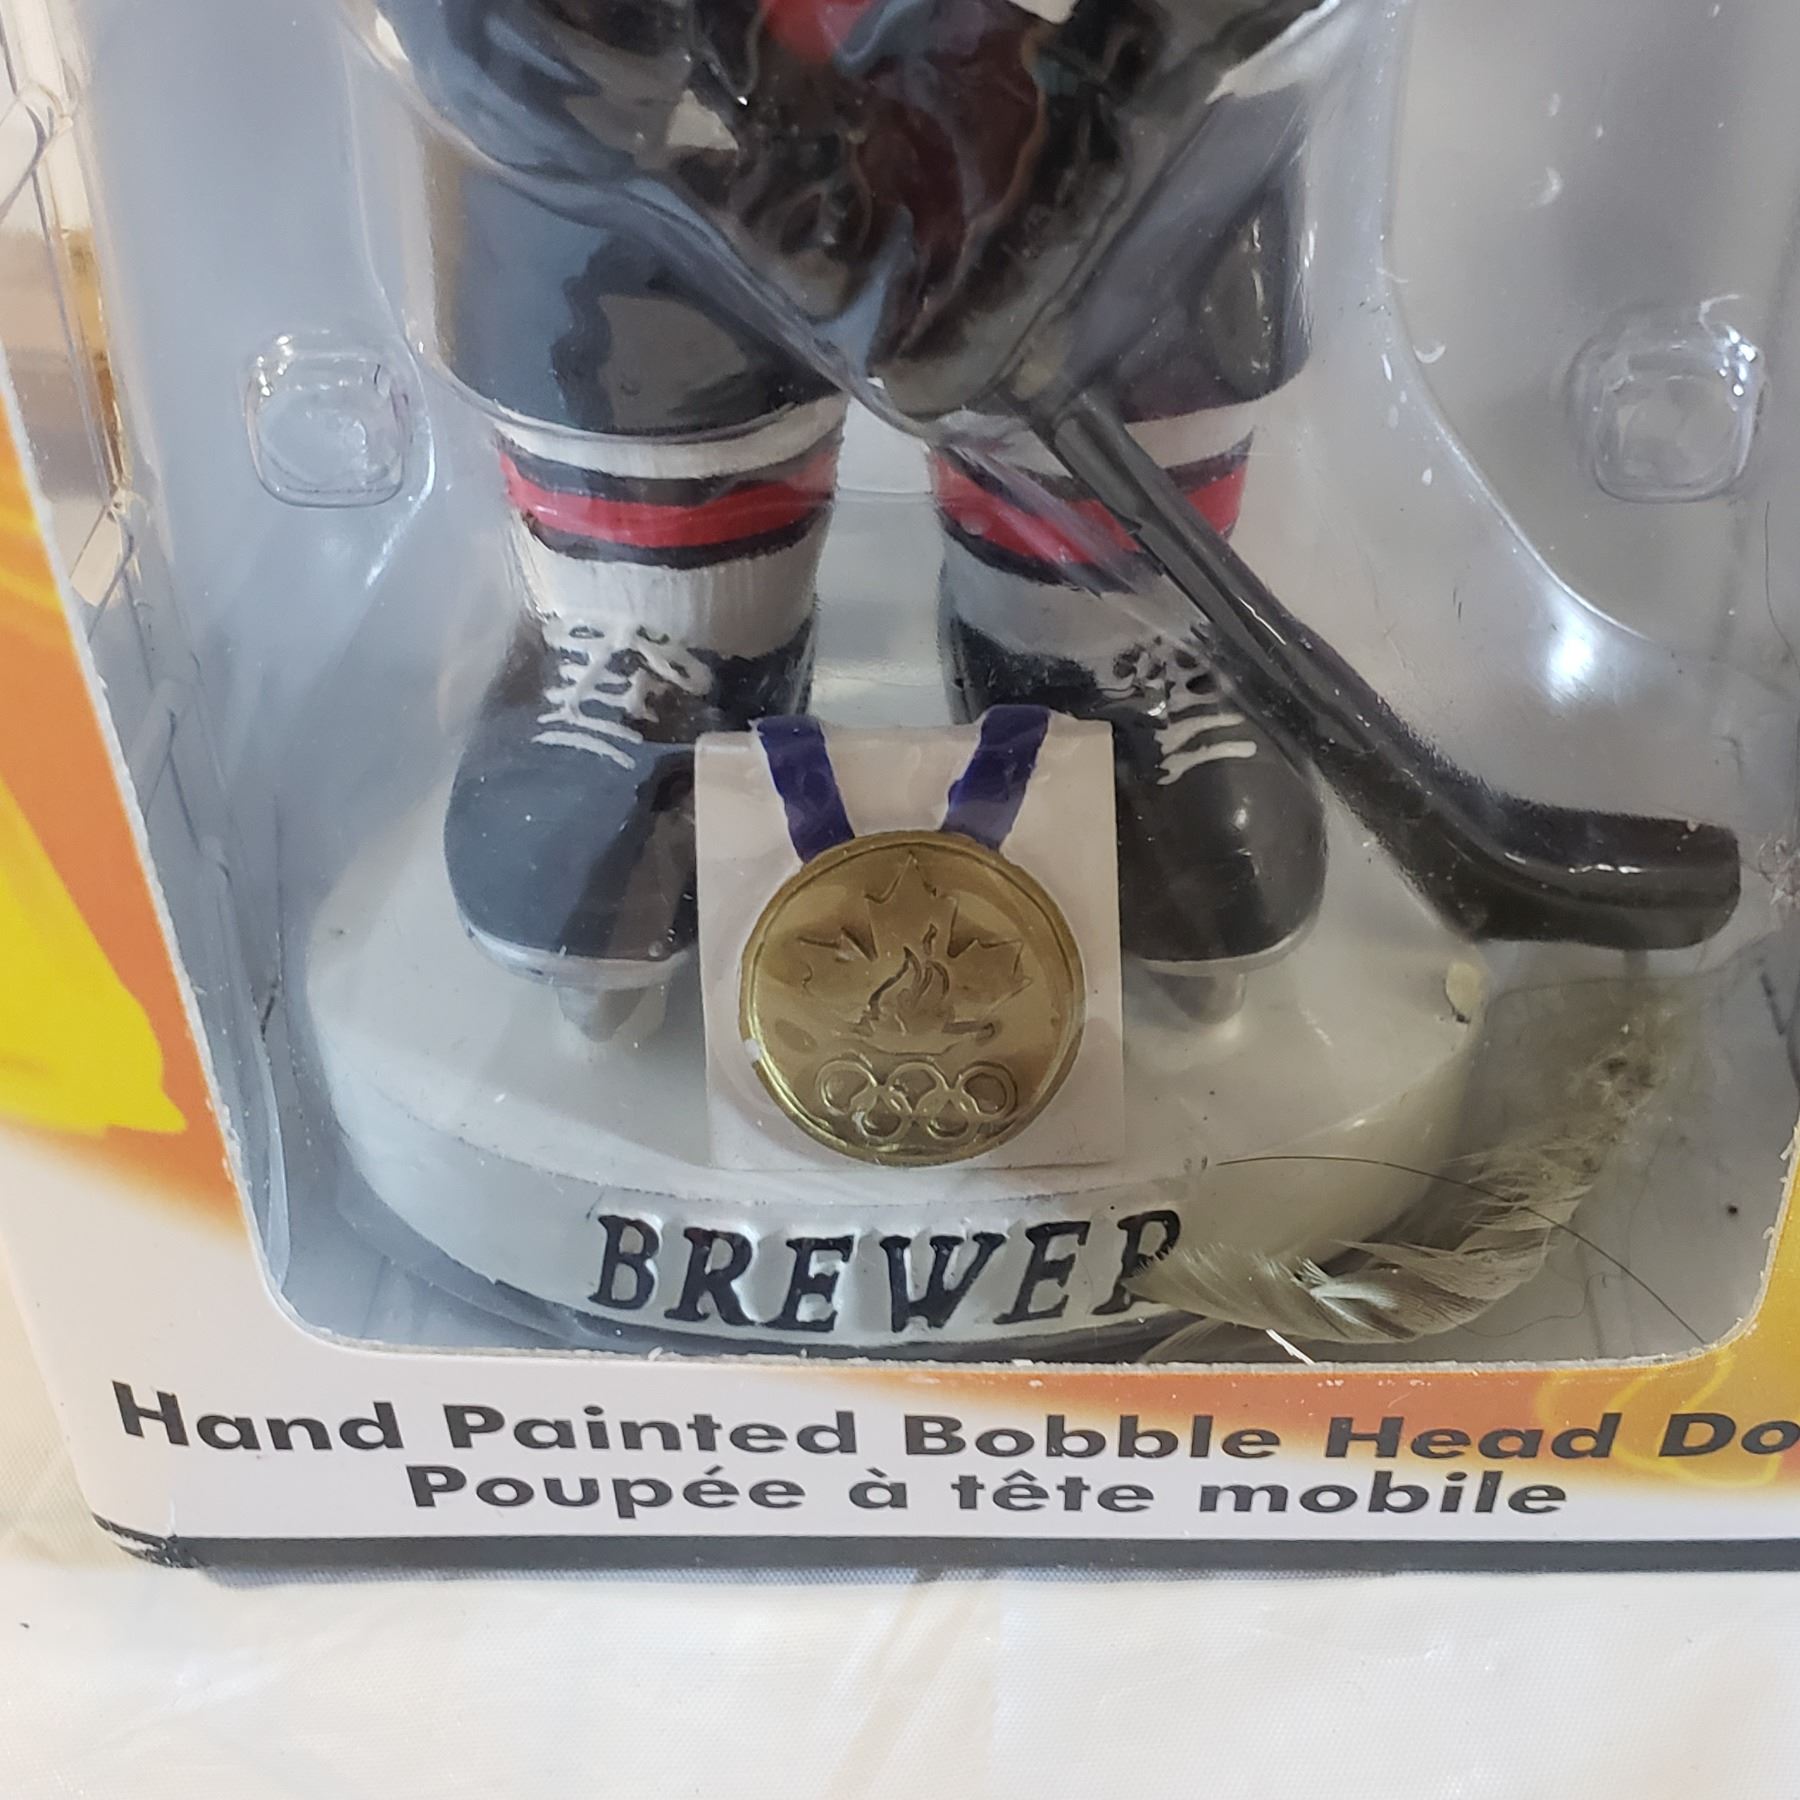 BREWER
Hand Painted Bobble Head Do
Poupée à tête mobile